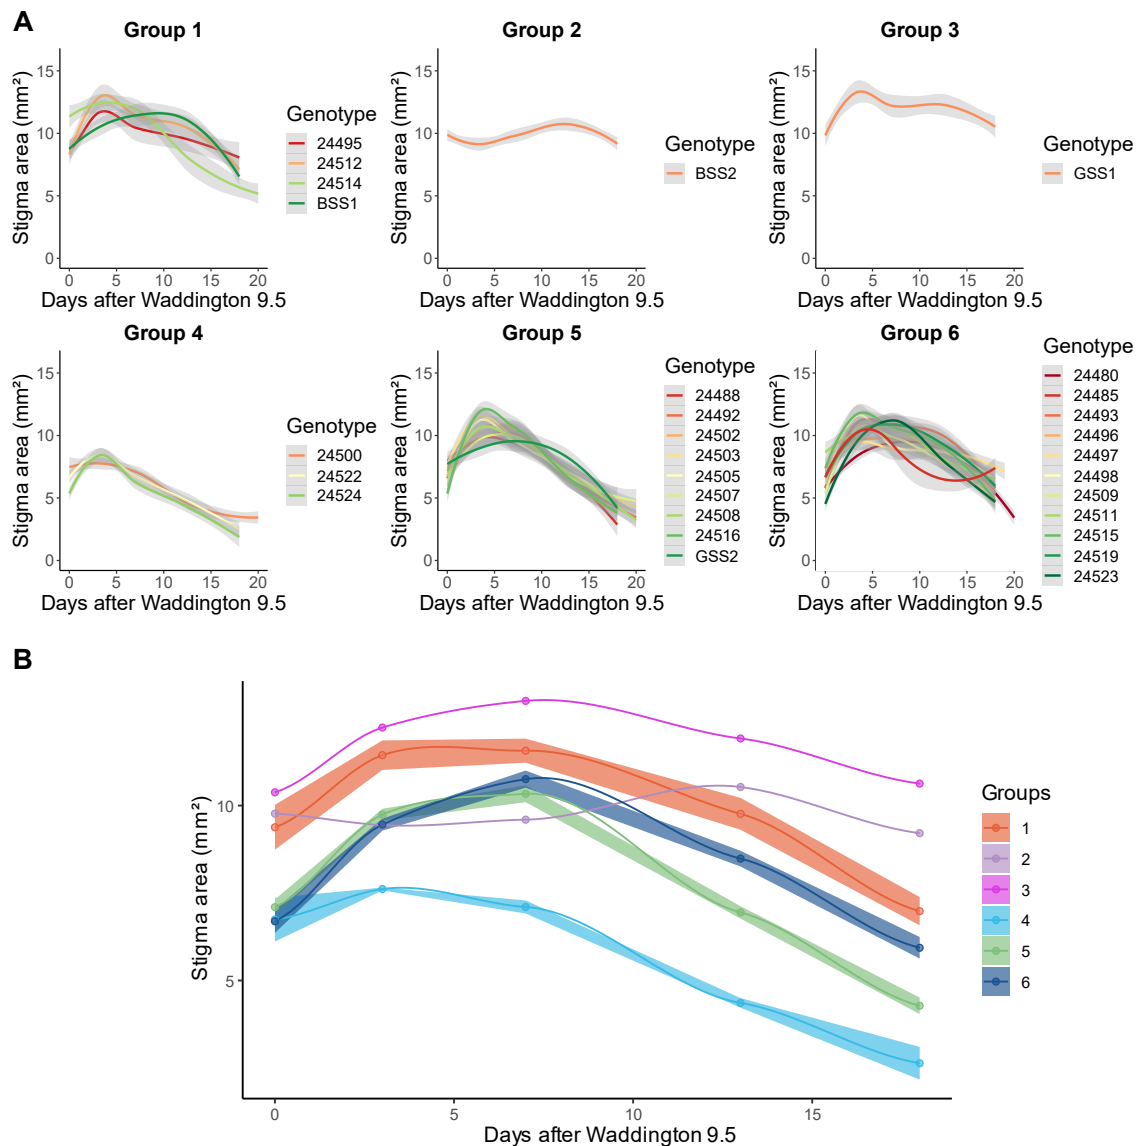 A
Group 1
Group 2
Group 3
Stigma area (mm²)
15
10
5
0
0 5 10 15 20
Days after Waddington 9.5
Genotype
24495
24512
24514
BSS1
Stigma area (mm²)
15
10
5
0
0 5 10 15 20
Days after Waddington 9.5
Genotype
BSS2
Stigma area (mm²)
15
10
5
0
0 5 10 15 20
Days after Waddington 9.5
Genotype
GSS1
Group 4
Group 5
Group 6
Stigma area (mm²)
15
10
5
0
0 5 10 15 20
Days after Waddington 9.5
Genotype
24500
24522
24524
Stigma area (mm²)
15
10
5
0
0 5 10 15 20
Days after Waddington 9.5
Genotype
24488
24492
24502
24503
24505
24507
24508
24516
GSS2
Stigma area (mm²)
15
10
5
0
0 5 10 15 20
Days after Waddington 9.5
Genotype
24480
24485
24493
24496
24497
24498
24509
24511
24515
24519
24523
B
Stigma area (mm²)
10
5
0 5 10 15
Days after Waddington 9.5
Groups
1
2
3
4
5
6